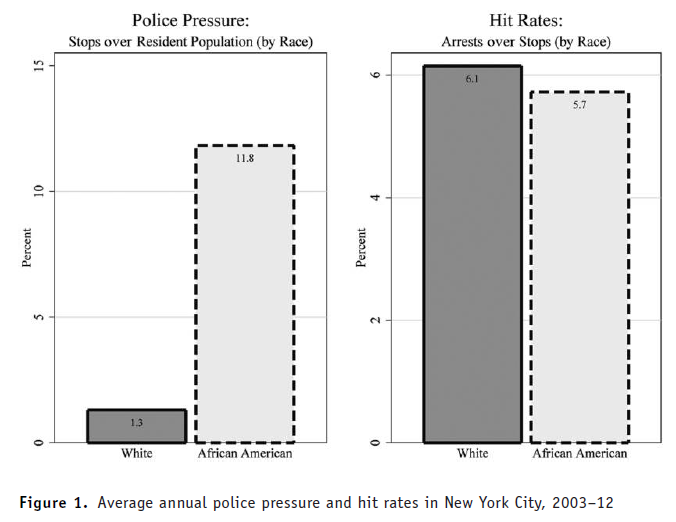 Police Pressure:
Stops over Resident Population (by Race)
Percent
15
10
5
0
1.3
11.8
White
African American
Hit Rates:
Arrests over Stops (by Race)
Percent
6
4
2
0
6.1
5.7
White
African American
Figure 1. Average annual police pressure and hit rates in New York City, 2003–12